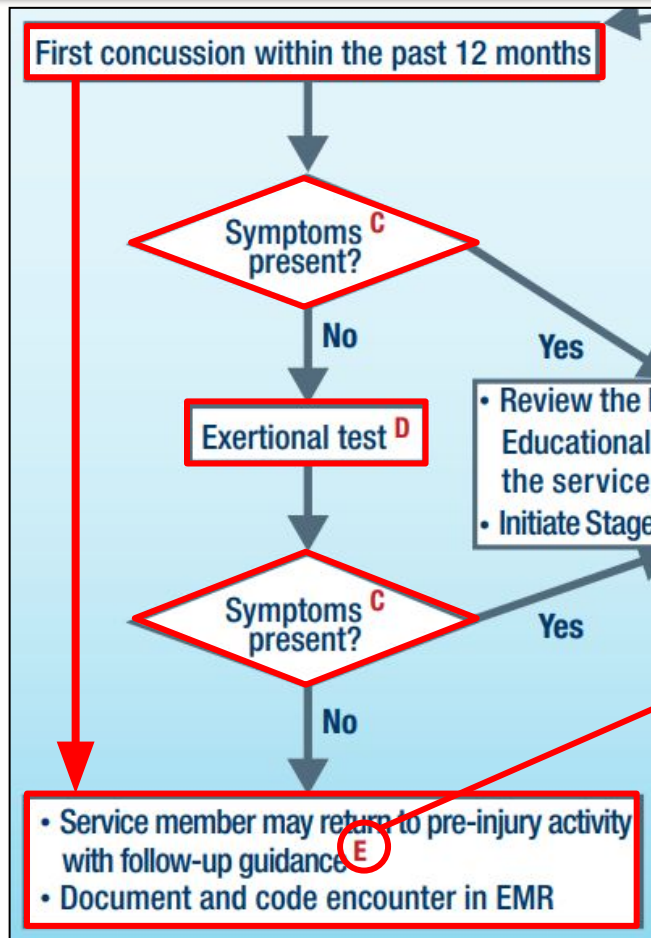 First concussion within the past 12 months
Symptoms C
present?
No
Yes
Exertional test D
• Review the
Educational
the service
• Initiate Stage
Symptoms C
present?
Yes
No
• Service member may return to pre-injury activity
with follow-up guidance E
• Document and code encounter in EMR